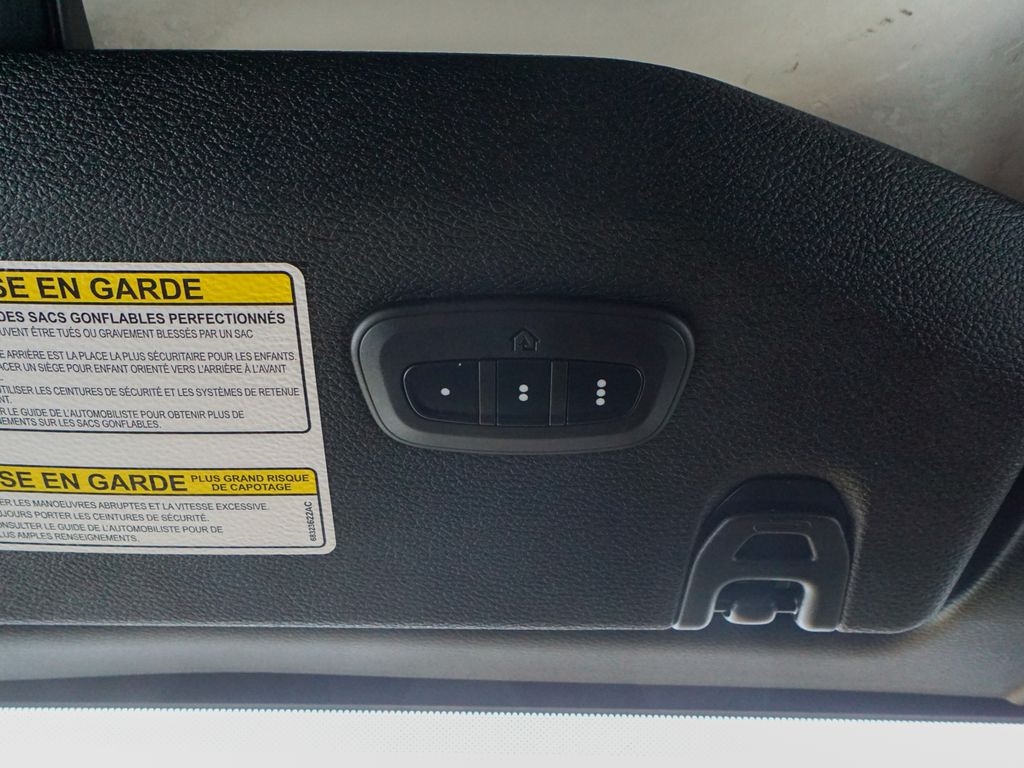 SE EN GARDE
DES SACS GONFLABLES PERFECTIONNÉS
UVENT ÊTRE TUÉS OU GRAVEMENT BLESSÉS PAR UN SAC
E ARRIÈRE EST LA PLACE LA PLUS SÉCURITAIRE POUR LES ENFANTS.
ACER UN SIÈGE POUR ENFANT ORIENTÉ VERS L'ARRIÈRE À L'AVANT
TILISER LES CEINTURES DE SÉCURITÉ ET LES SYSTÈMES DE RETENUE
NT.
R LE GUIDE DE L'AUTOMOBILISTE POUR OBTENIR PLUS DE
NEMENTS SUR LES SACS GONFLABLES.
SE EN GARDE PLUS GRAND RISQUE
DE CAPOTAGE
ER LES MANOEUVRES ABRUPTES ET LA VITESSE EXCESSIVE.
UJOURS PORTER LES CEINTURES DE SÉCURITÉ.
ONSULTER LE GUIDE DE L'AUTOMOBILISTE POUR DE
LUS AMPLES RENSEIGNEMENTS.
68323622AC